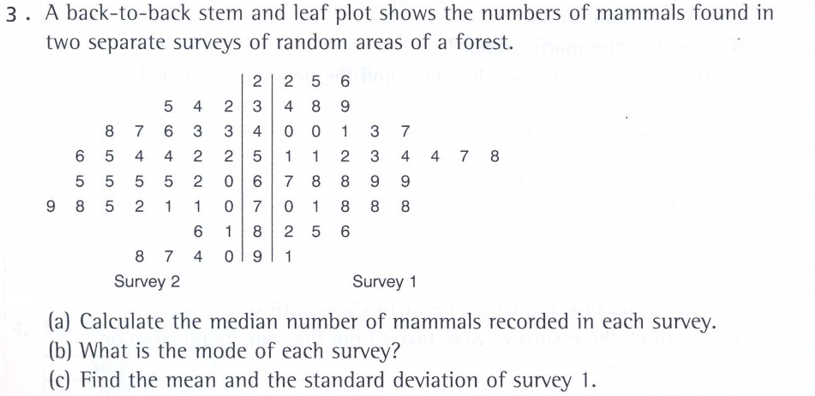 3. A back-to-back stem and leaf plot shows the numbers of mammals found in
two separate surveys of random areas of a forest.
2 2 5 6
5 4 2 3 4 8 9
8 7 6 3 3 4 0 0 1 3 7
6 5 4 4 2 2 5 1 1 2 3 4 4 7 8
5 5 5 5 2 0 6 7 8 8 9 9
9 8 5 2 1 1 0 7 0 1 8 8 8
6 1 8 2 5 6
8 7 4 0 9 1
Survey 2 Survey 1
(a) Calculate the median number of mammals recorded in each survey.
(b) What is the mode of each survey?
(c) Find the mean and the standard deviation of survey 1.